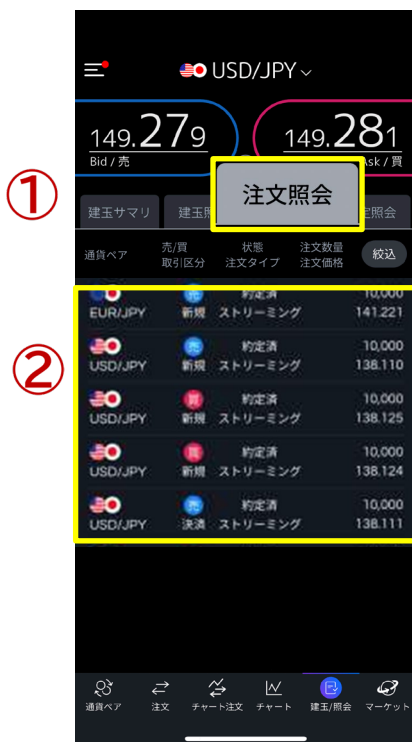 USD/JPY
149.279
149.281
Bid / 売
Ask / 買
①
注文照会
建玉サマリ
建玉
定照会
通貨ペア
売/買
取引区分
状態
注文タイプ
注文数量
注文価格
絞込
②
売 約定済 10,000
EUR/JPY 新規 ストリーミング 141.221
売 約定済 10,000
USD/JPY 新規 ストリーミング 138.110
買 約定済 10,000
USD/JPY 新規 ストリーミング 138.125
買 約定済 10,000
USD/JPY 新規 ストリーミング 138.124
売 約定済 10,000
USD/JPY 決済 ストリーミング 138.111
通貨ペア
注文
チャート注文
チャート
建玉/照会
マーケット